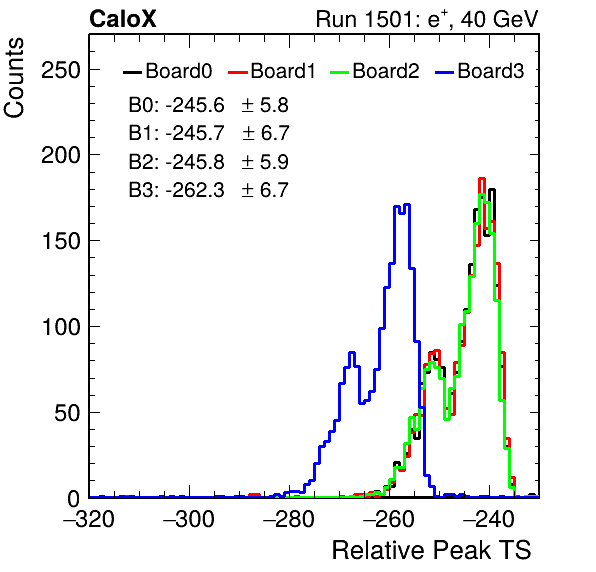 CaloX Run 1501: e⁺, 40 GeV
Counts
Board0 Board1 Board2 Board3
B0: -245.6 ± 5.8
B1: -245.7 ± 6.7
B2: -245.8 ± 5.9
B3: -262.3 ± 6.7
250
200
150
100
50
0
−320 −300 −280 −260 −240
Relative Peak TS